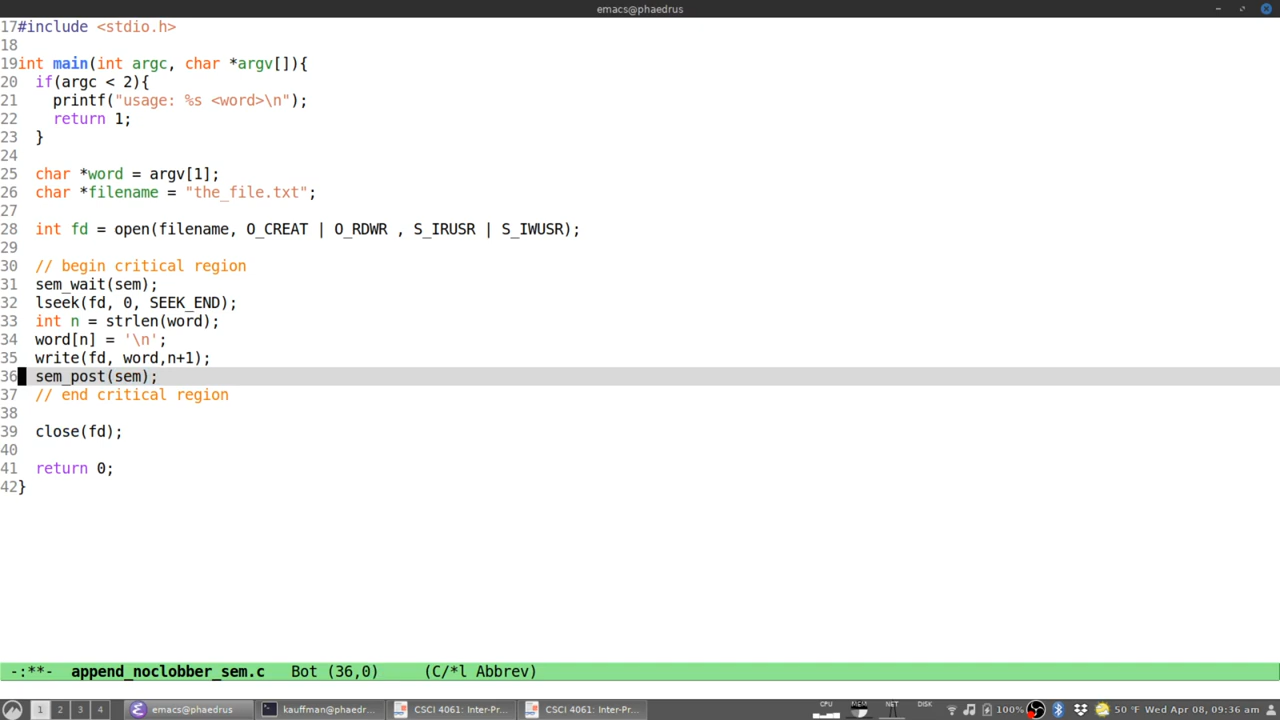 emacs@phaedrus
17#include <stdio.h>
18
19int main(int argc, char *argv[]){
20  if(argc < 2){
21    printf("usage: %s <word>\n");
22    return 1;
23  }
24
25  char *word = argv[1];
26  char *filename = "the_file.txt";
27
28  int fd = open(filename, O_CREAT | O_RDWR , S_IRUSR | S_IWUSR);
29
30  // begin critical region
31  sem_wait(sem);
32  lseek(fd, 0, SEEK_END);
33  int n = strlen(word);
34  word[n] = '\n';
35  write(fd, word,n+1);
36  sem_post(sem);
37  // end critical region
38
39  close(fd);
40
41  return 0;
42}
-:**-  append_noclobber_sem.c   Bot (36,0)   (C/*l Abbrev)
1 2 3 4 emacs@phaedrus kauffman@phaedr... CSCI 4061: Inter-Pr... CSCI 4061: Inter-Pr... CPU MEM NET DISK 100% 50 °F Wed Apr 08, 09:36 am